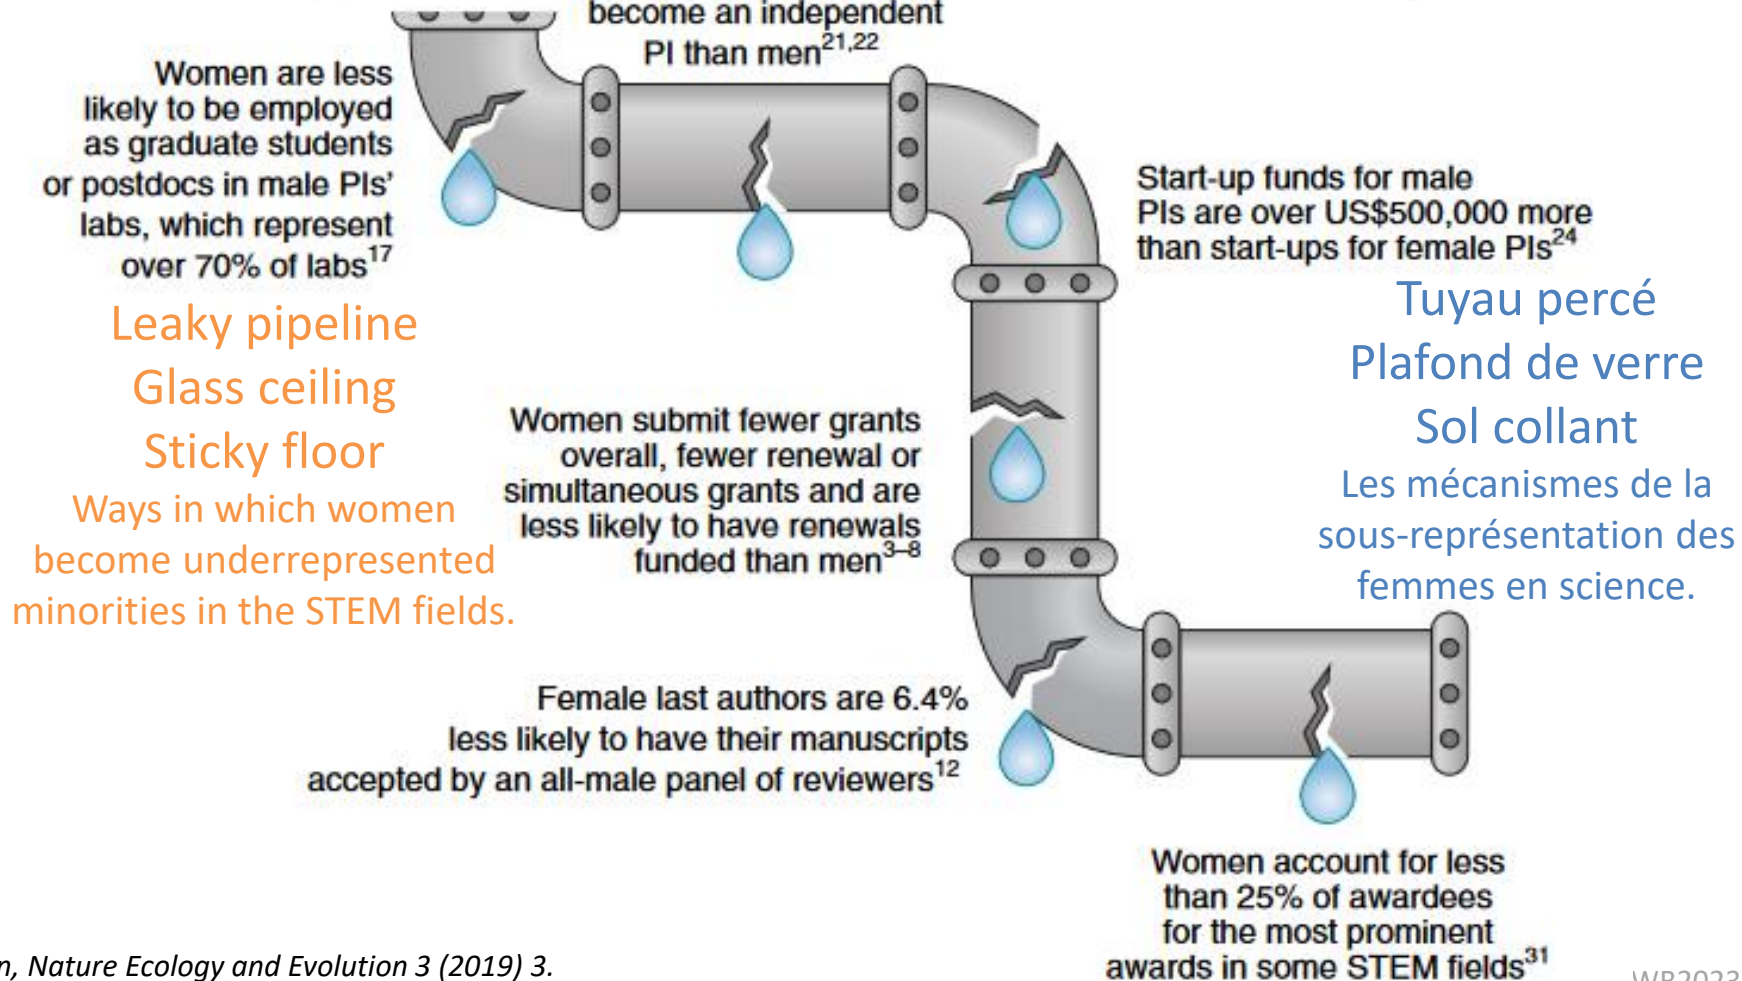 become an independent
PI than men21,22
Women are less
likely to be employed
as graduate students
or postdocs in male PIs’
labs, which represent
over 70% of labs17
Start-up funds for male
PIs are over US$500,000 more
than start-ups for female PIs24
Leaky pipeline
Glass ceiling
Sticky floor
Ways in which women
become underrepresented
minorities in the STEM fields.
Tuyau percé
Plafond de verre
Sol collant
Les mécanismes de la
sous-représentation des
femmes en science.
Women submit fewer grants
overall, fewer renewal or
simultaneous grants and are
less likely to have renewals
funded than men3–8
Female last authors are 6.4%
less likely to have their manuscripts
accepted by an all-male panel of reviewers12
Women account for less
than 25% of awardees
for the most prominent
awards in some STEM fields31
Nature Ecology and Evolution 3 (2019) 3.
WB2023